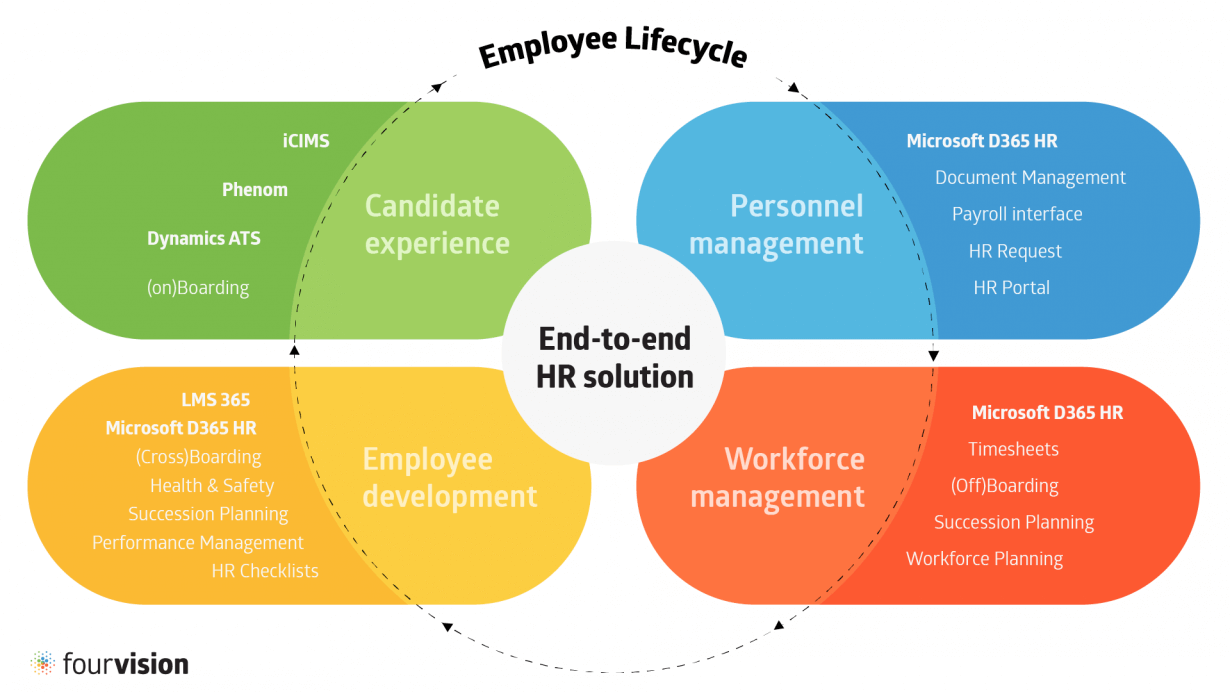 Employee Lifecycle
iCIMS
Phenom
Dynamics ATS
(on)Boarding
Candidate
experience
Personnel
management
Microsoft D365 HR
Document Management
Payroll interface
HR Request
HR Portal
End-to-end
HR solution
LMS 365
Microsoft D365 HR
(Cross)Boarding
Health & Safety
Succession Planning
Performance Management
HR Checklists
Employee
development
Workforce
management
Microsoft D365 HR
Timesheets
(Off)Boarding
Succession Planning
Workforce Planning
fourvision